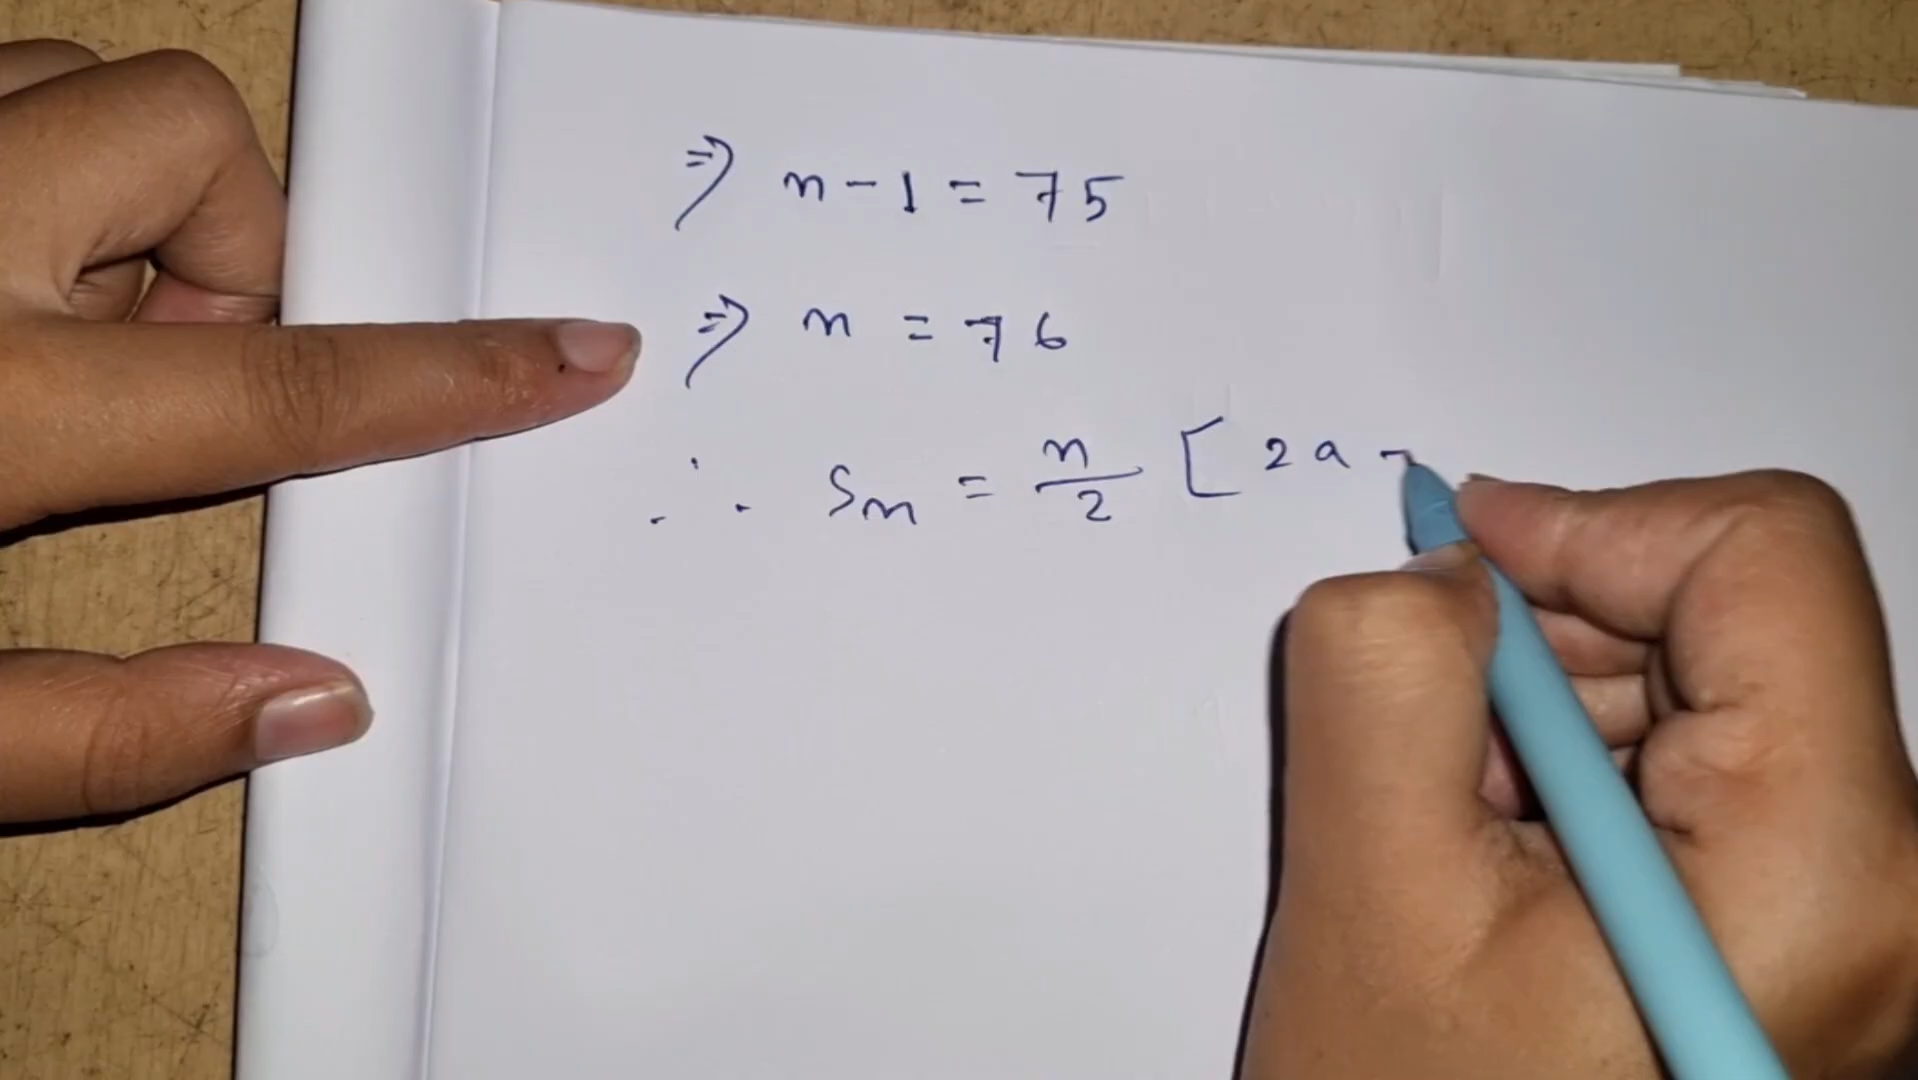 ⇒ n - 1 = 75
⇒ n = 76
∴ Sn = n/2 [ 2a -